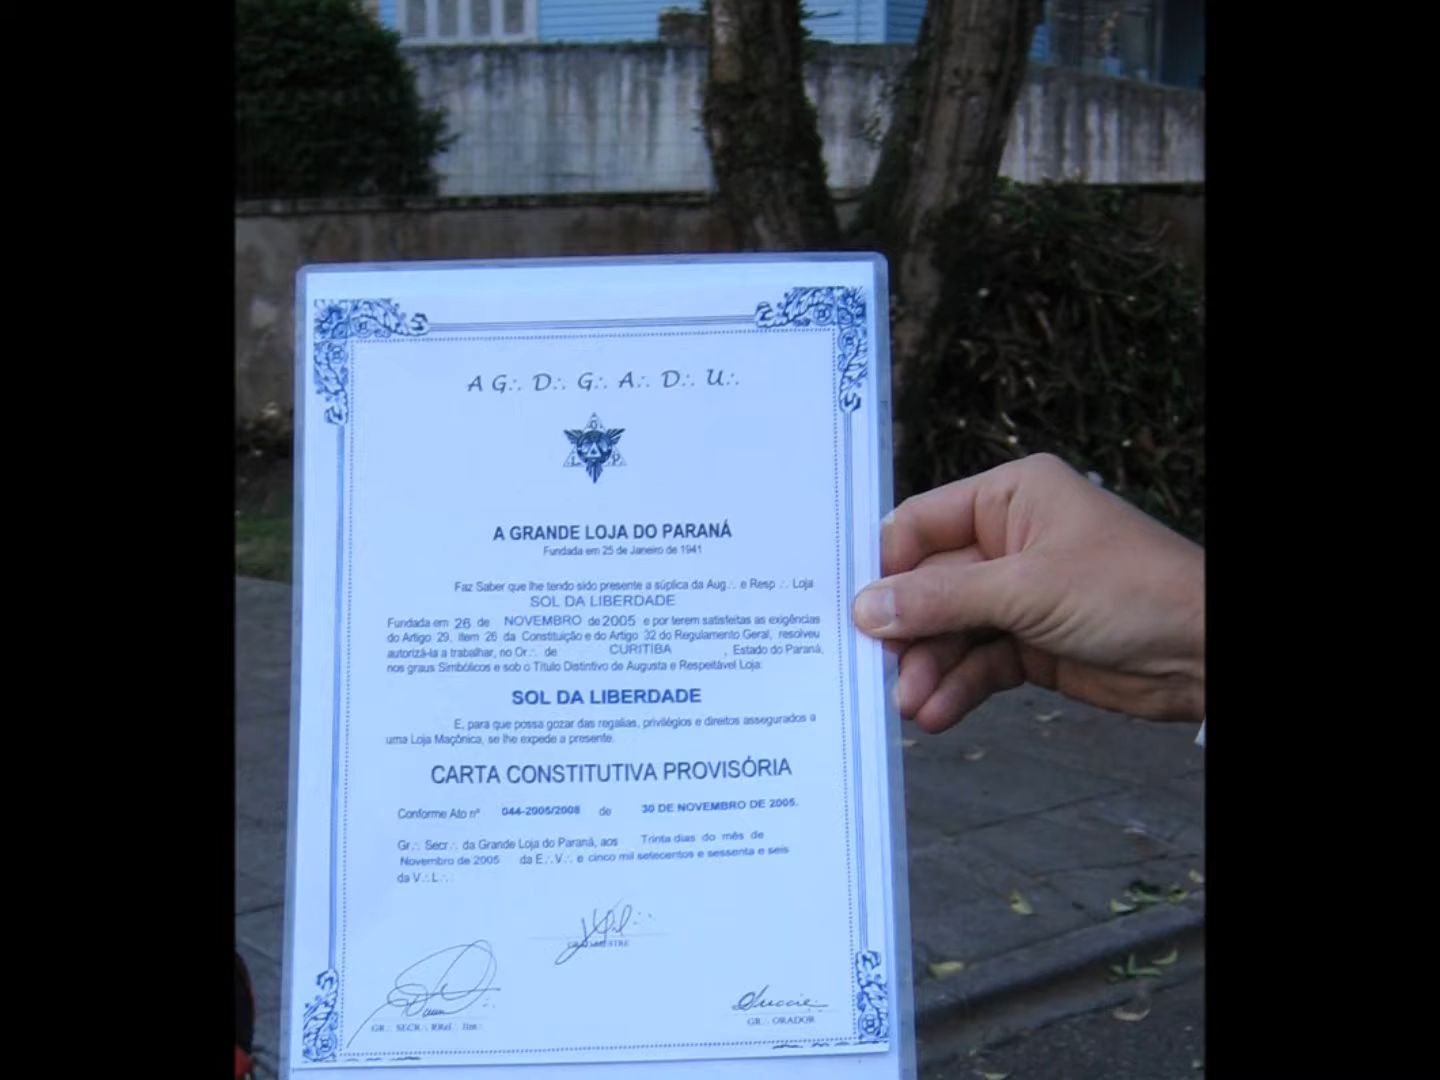 A G∴ D∴ G∴ A∴ D∴ U∴
G
L P
A GRANDE LOJA DO PARANÁ
Fundada em 25 de Janeiro de 1941
Faz Saber que lhe tendo sido presente a súplica da Aug∴ e Resp∴ Loja
SOL DA LIBERDADE
Fundada em 26 de NOVEMBRO de 2005 e por terem satisfeitas as exigências
do Artigo 29, item 26 da Constituição e do Artigo 32 do Regulamento Geral, resolveu
autorizá-la a trabalhar, no Or∴ de CURITIBA , Estado do Paraná,
nos graus Simbólicos e sob o Título Distintivo de Augusta e Respeitável Loja:
SOL DA LIBERDADE
E, para que possa gozar das regalias, privilégios e direitos assegurados a
uma Loja Maçônica, se lhe expede a presente.
CARTA CONSTITUTIVA PROVISÓRIA
Conforme Ato nº 044-2005/2008 de 30 DE NOVEMBRO DE 2005.
Gr∴ Secr∴ da Grande Loja do Paraná, aos Trinta dias do mês de
Novembro de 2005 da E∴V∴ e cinco mil setecentos e sessenta e seis
da V∴L∴
GRÃO MESTRE
GR∴ SECR∴ RRel∴ Int∴
GR∴ ORADOR